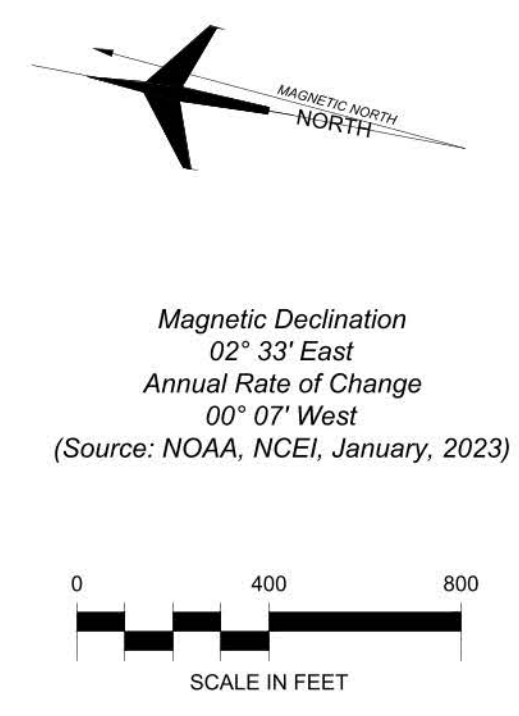 MAGNETIC NORTH
NORTH
Magnetic Declination
02° 33' East
Annual Rate of Change
00° 07' West
(Source: NOAA, NCEI, January, 2023)
0 400 800
SCALE IN FEET